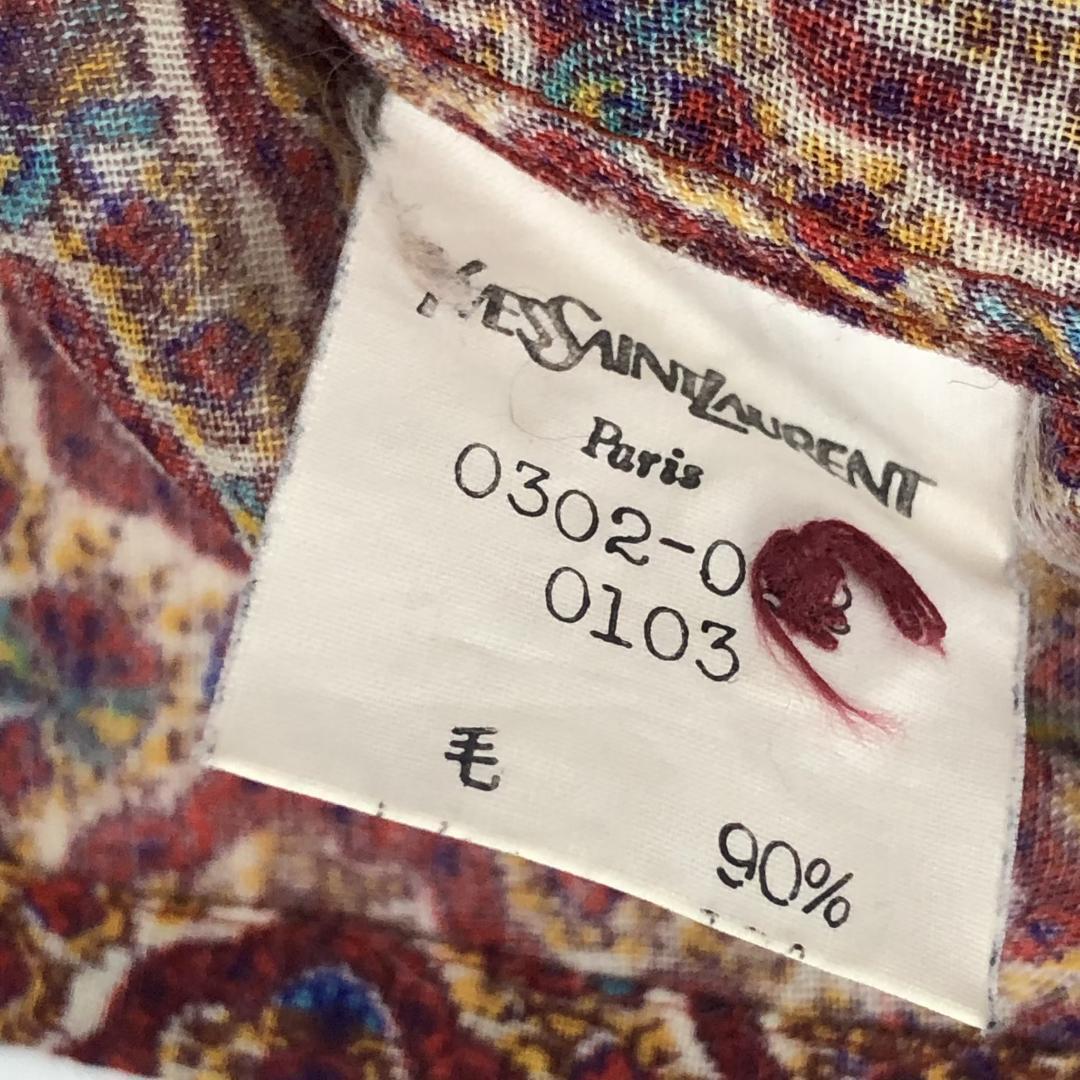 YVES SAINT LAURENT
Paris
0302-0
0103
毛
90%